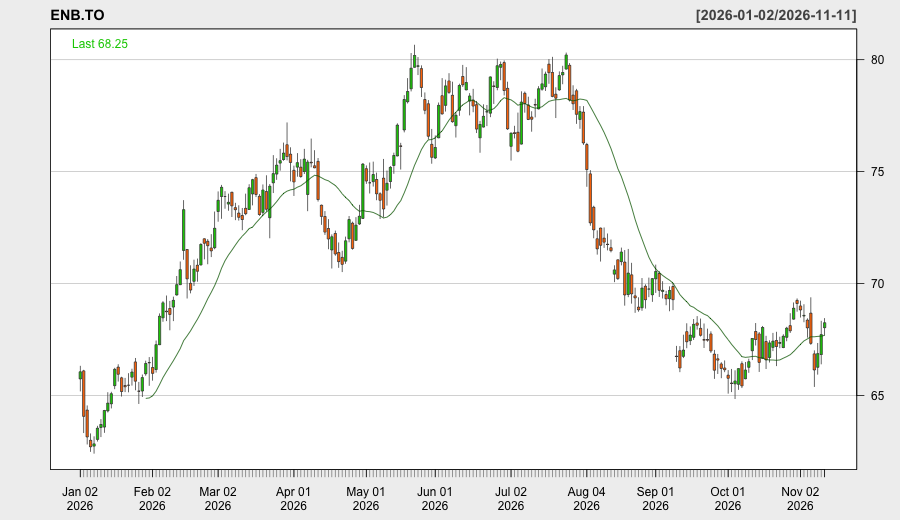 ENB.TO [2026-01-02/2026-11-11]
Last 68.25
80
75
70
65
Jan 02 Feb 02 Mar 02 Apr 01 May 01 Jun 01 Jul 02 Aug 04 Sep 01 Oct 01 Nov 02
2026 2026 2026 2026 2026 2026 2026 2026 2026 2026 2026